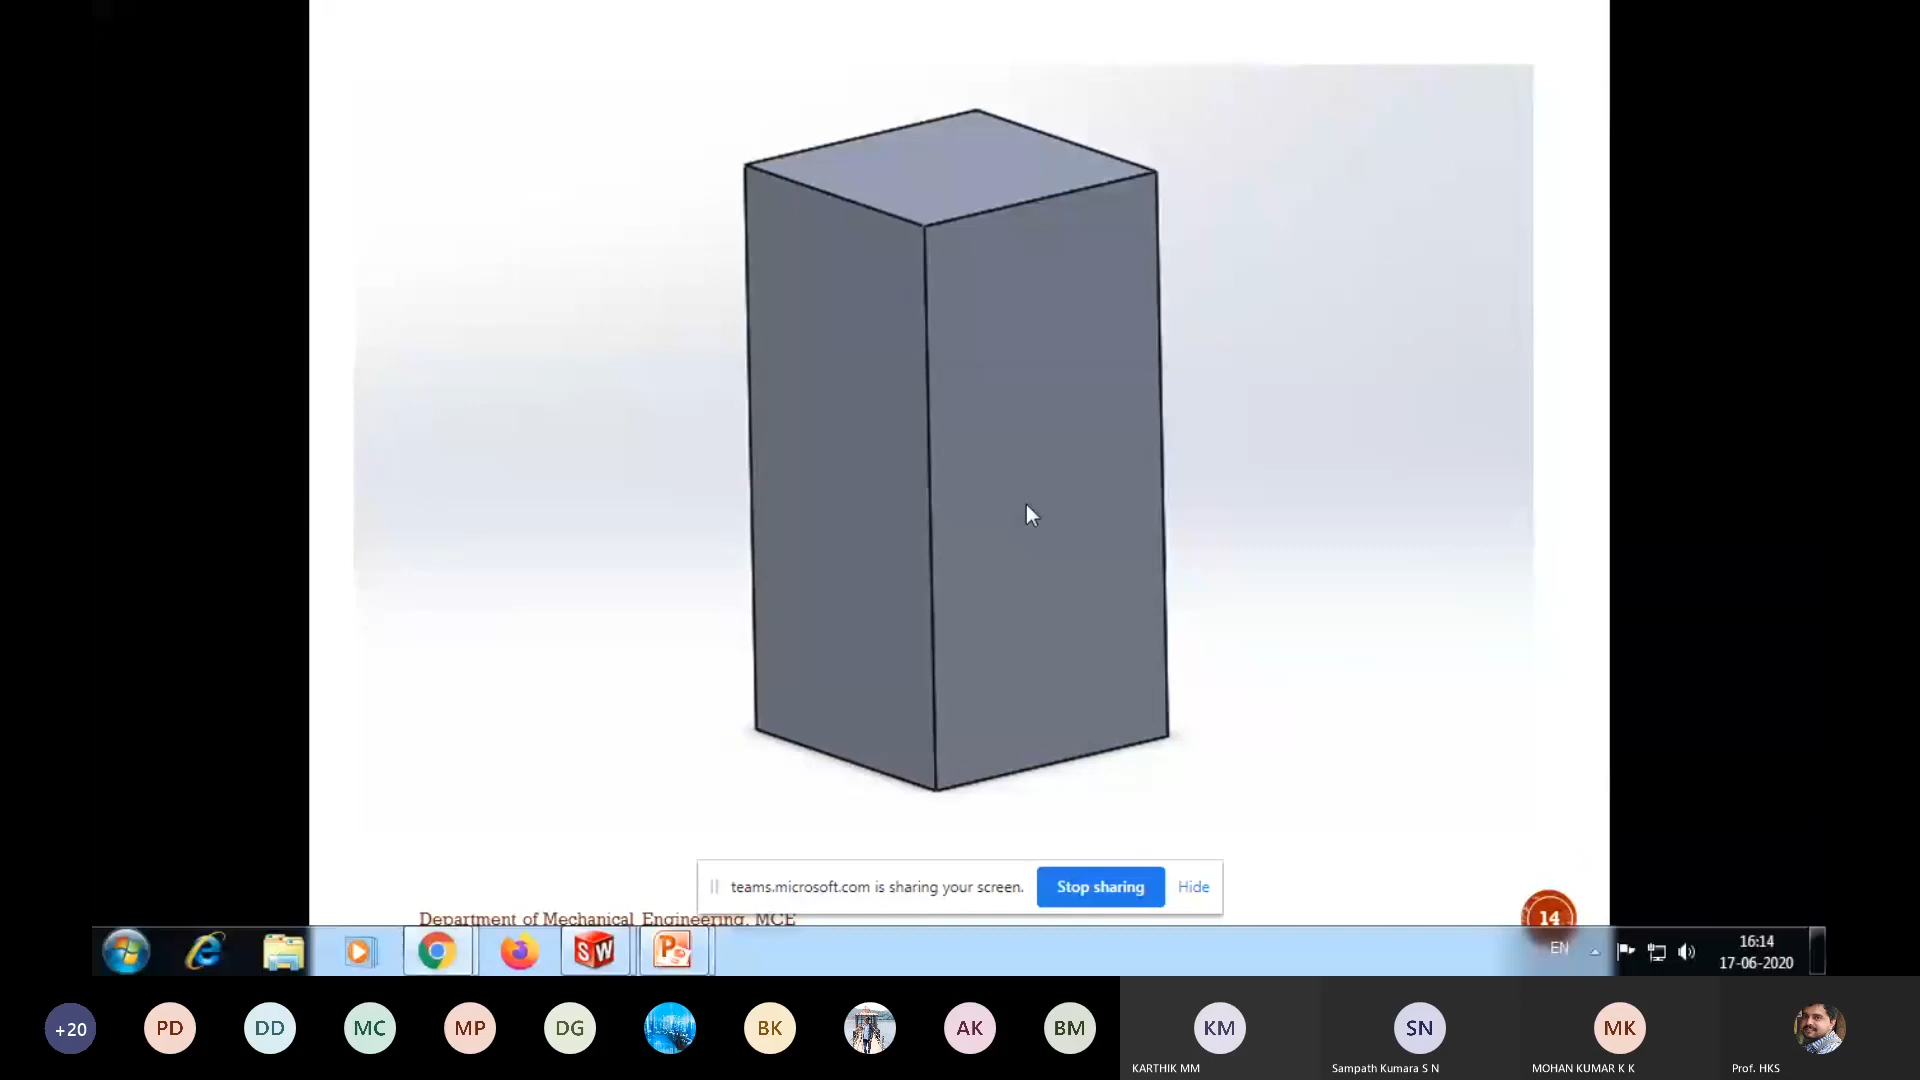 teams.microsoft.com is sharing your screen. Stop sharing Hide
Department of Mechanical Engineering, MCE
14
EN
16:14
17-06-2020
SW
P
+20 PD DD MC MP DG BK AK BM KM SN MK
KARTHIK MM Sampath Kumara S N MOHAN KUMAR K K Prof. HKS